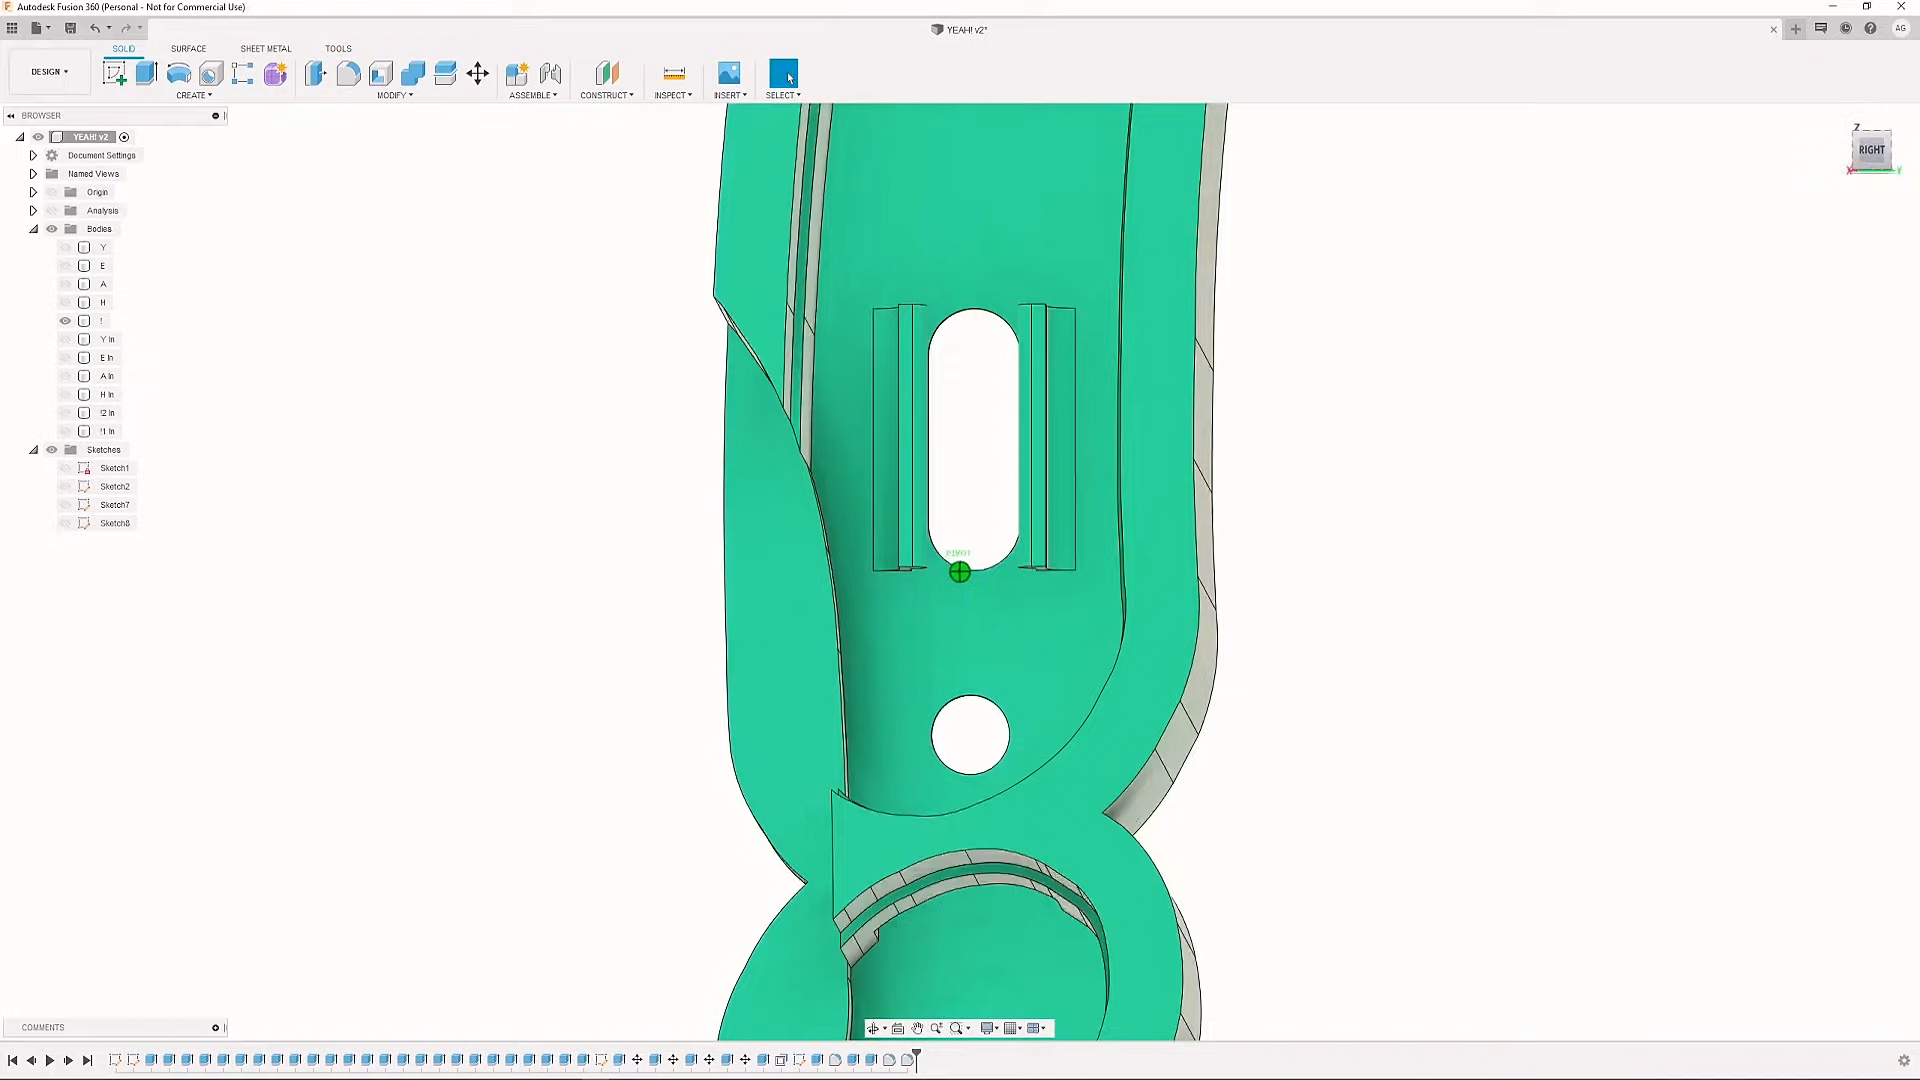 Autodesk Fusion 360 (Personal - Not for Commercial Use)
YEAH! v2*
AG
SOLID SURFACE SHEET METAL TOOLS
DESIGN
CREATE MODIFY ASSEMBLE CONSTRUCT INSPECT INSERT SELECT
BROWSER
YEAH! v2
Document Settings
Named Views
Origin
Analysis
Bodies
Y
E
A
H
!
Y In
E In
A In
H In
!2 In
!1 In
Sketches
Sketch1
Sketch2
Sketch7
Sketch8
Z
RIGHT
X
Y
PIVOT
COMMENTS